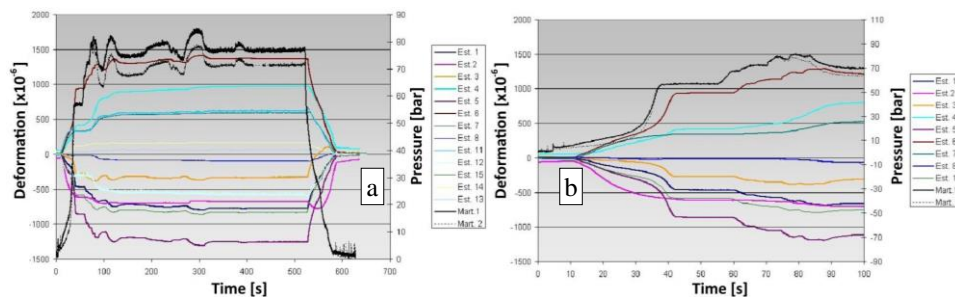 2000
1500
1000
500
0
-500
-1000
-1500
90
80
70
60
50
40
30
20
10
0
0 100 200 300 400 500 600 700
Deformation [x10⁻⁶]
Pressure [bar]
Time [s]
a
Est. 1
Est.2
Est. 3
Est. 4
Est. 5
Est. 6
Est. 7
Est. 8
Est. 11
Est. 12
Est. 15
Est. 14
Est. 13
Mart.1
Mart. 2
2000
1500
1000
500
0
-500
-1000
-1500
110
90
70
50
30
10
-10
-30
-50
-70
-90
0 10 20 30 40 50 60 70 80 90 100
Deformation [x10⁻⁶]
Pressure [bar]
Time [s]
b
Est. 1
Est.2
Est. 3
Est. 4
Est. 5
Est. 6
Est. 7
Est. 8
Est. 1
Mart.
Mart.